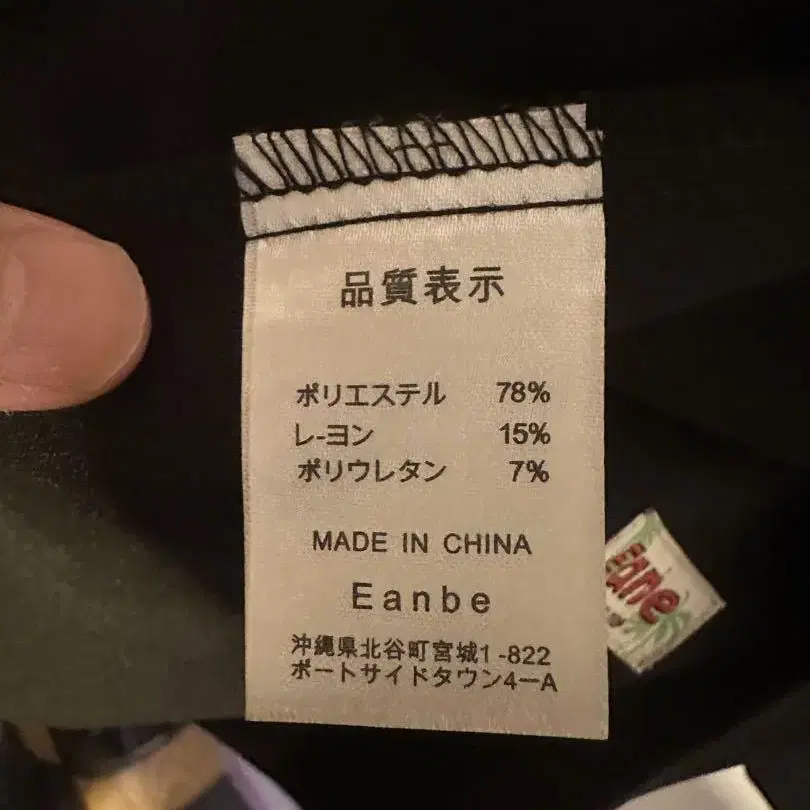 品質表示
ポリエステル 78%
レ-ヨン 15%
ポリウレタン 7%
MADE IN CHINA
Eanbe
沖縄県北谷町宮城1-822
ポートサイドタウン4ーA